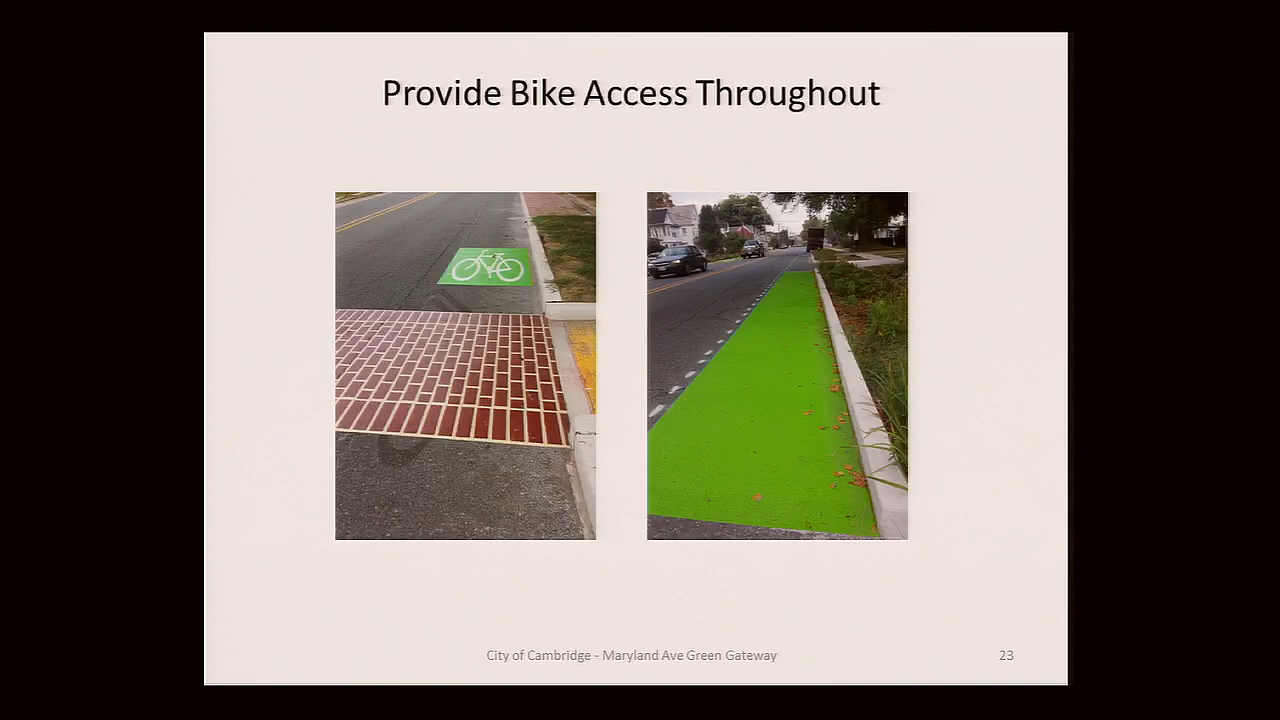 Provide Bike Access Throughout
City of Cambridge - Maryland Ave Green Gateway
23